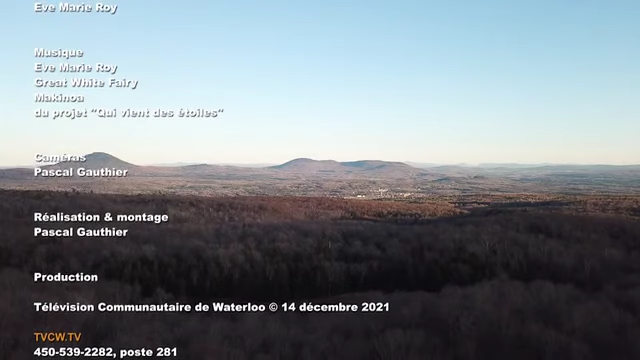 Eve Marie Roy
Musique
Eve Marie Roy
Great White Fairy
Makinoa
du projet "Qui vient des étoiles"
Caméras
Pascal Gauthier
Réalisation & montage
Pascal Gauthier
Production
Télévision Communautaire de Waterloo © 14 décembre 2021
TVCW.TV
450-539-2282, poste 281